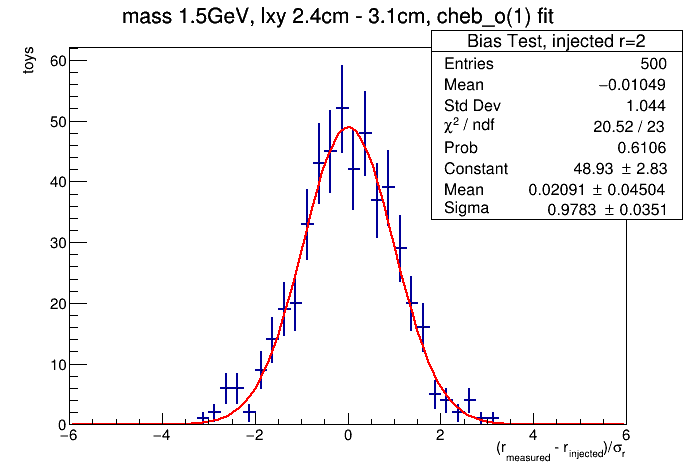 mass 1.5GeV, lxy 2.4cm - 3.1cm, cheb_o(1) fit
toys
Bias Test, injected r=2
Entries 500
Mean −0.01049
Std Dev 1.044
χ² / ndf 20.52 / 23
Prob 0.6106
Constant 48.93 ± 2.83
Mean 0.02091 ± 0.04504
Sigma 0.9783 ± 0.0351
60
50
40
30
20
10
0
−6 −4 −2 0 2 4 6
(r_measured - r_injected)/σ_r